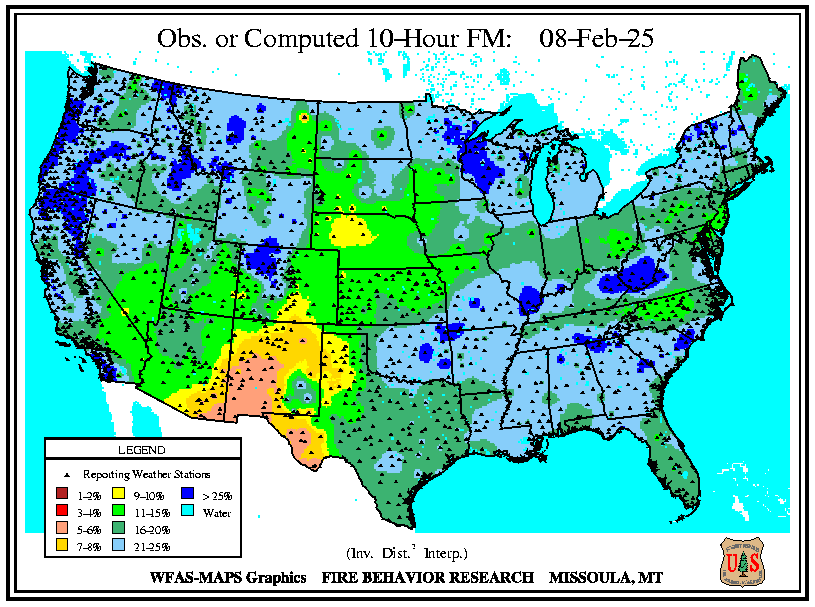 Obs. or Computed 10-Hour FM:    08-Feb-25
LEGEND
Reporting Weather Stations
1-2%
3-4%
5-6%
7-8%
9-10%
11-15%
16-20%
21-25%
> 25%
Water
(Inv. Dist.² Interp.)
WFAS-MAPS Graphics    FIRE BEHAVIOR RESEARCH    MISSOULA, MT
U S